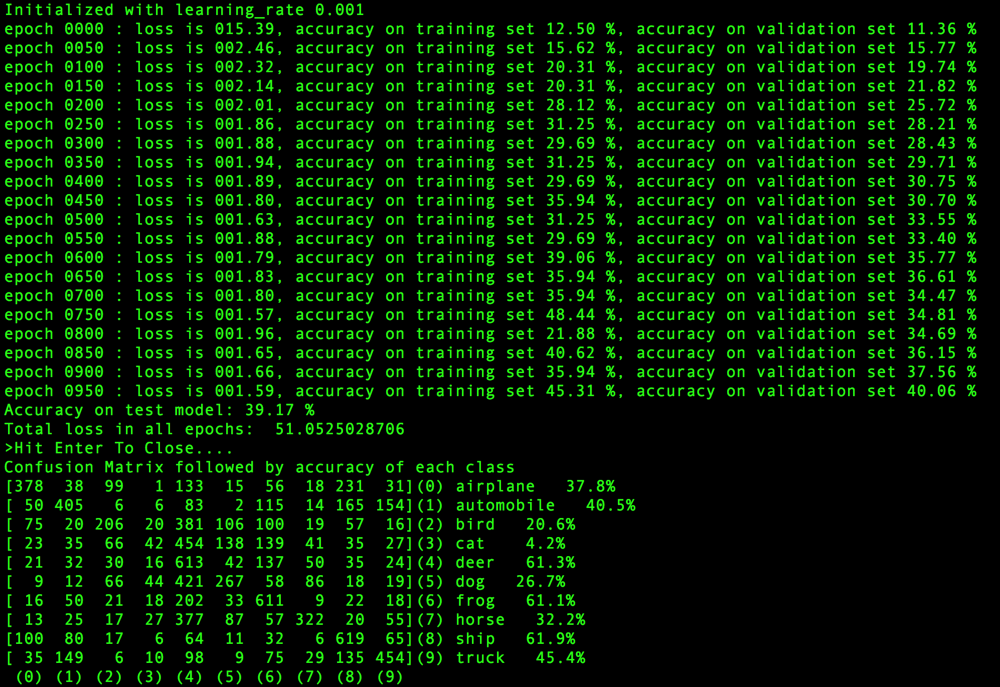 Initialized with learning_rate 0.001
epoch 0000 : loss is 015.39, accuracy on training set 12.50 %, accuracy on validation set 11.36 %
epoch 0050 : loss is 002.46, accuracy on training set 15.62 %, accuracy on validation set 15.77 %
epoch 0100 : loss is 002.32, accuracy on training set 20.31 %, accuracy on validation set 19.74 %
epoch 0150 : loss is 002.14, accuracy on training set 20.31 %, accuracy on validation set 21.82 %
epoch 0200 : loss is 002.01, accuracy on training set 28.12 %, accuracy on validation set 25.72 %
epoch 0250 : loss is 001.86, accuracy on training set 31.25 %, accuracy on validation set 28.21 %
epoch 0300 : loss is 001.88, accuracy on training set 29.69 %, accuracy on validation set 28.43 %
epoch 0350 : loss is 001.94, accuracy on training set 31.25 %, accuracy on validation set 29.71 %
epoch 0400 : loss is 001.89, accuracy on training set 29.69 %, accuracy on validation set 30.75 %
epoch 0450 : loss is 001.80, accuracy on training set 35.94 %, accuracy on validation set 30.70 %
epoch 0500 : loss is 001.63, accuracy on training set 31.25 %, accuracy on validation set 33.55 %
epoch 0550 : loss is 001.88, accuracy on training set 29.69 %, accuracy on validation set 33.40 %
epoch 0600 : loss is 001.79, accuracy on training set 39.06 %, accuracy on validation set 35.77 %
epoch 0650 : loss is 001.83, accuracy on training set 35.94 %, accuracy on validation set 36.61 %
epoch 0700 : loss is 001.80, accuracy on training set 35.94 %, accuracy on validation set 34.47 %
epoch 0750 : loss is 001.57, accuracy on training set 48.44 %, accuracy on validation set 34.81 %
epoch 0800 : loss is 001.96, accuracy on training set 21.88 %, accuracy on validation set 34.69 %
epoch 0850 : loss is 001.65, accuracy on training set 40.62 %, accuracy on validation set 36.15 %
epoch 0900 : loss is 001.66, accuracy on training set 35.94 %, accuracy on validation set 37.56 %
epoch 0950 : loss is 001.59, accuracy on training set 45.31 %, accuracy on validation set 40.06 %
Accuracy on test model: 39.17 %
Total loss in all epochs:  51.0525028706
>Hit Enter To Close....
Confusion Matrix followed by accuracy of each class
[378  38  99   1 133  15  56  18 231  31](0) airplane   37.8%
[ 50 405   6   6  83   2 115  14 165 154](1) automobile   40.5%
[ 75  20 206  20 381 106 100  19  57  16](2) bird   20.6%
[ 23  35  66  42 454 138 139  41  35  27](3) cat    4.2%
[ 21  32  30  16 613  42 137  50  35  24](4) deer   61.3%
[  9  12  66  44 421 267  58  86  18  19](5) dog   26.7%
[ 16  50  21  18 202  33 611   9  22  18](6) frog   61.1%
[ 13  25  17  27 377  87  57 322  20  55](7) horse   32.2%
[100  80  17   6  64  11  32   6 619  65](8) ship   61.9%
[ 35 149   6  10  98   9  75  29 135 454](9) truck   45.4%
 (0) (1) (2) (3) (4) (5) (6) (7) (8) (9)